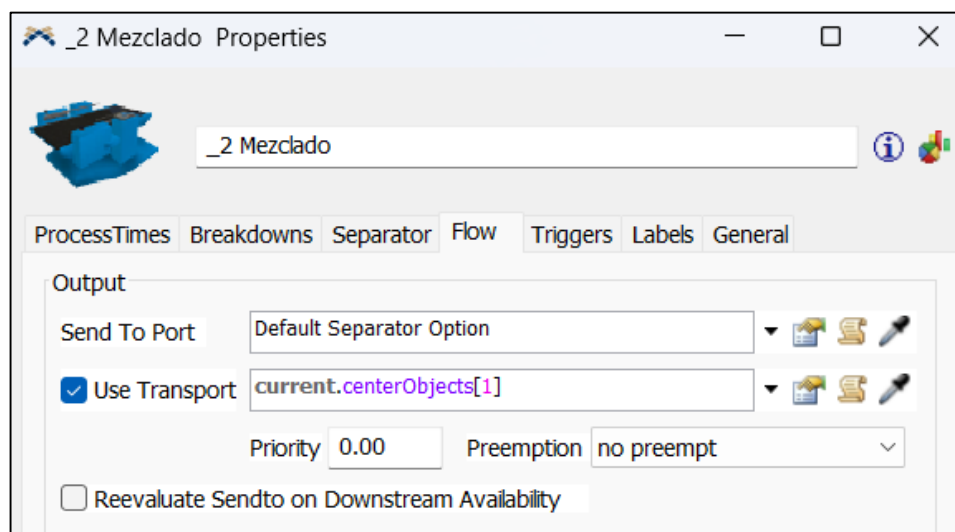 _2 Mezclado Properties
_2 Mezclado
ProcessTimes Breakdowns Separator Flow Triggers Labels General
Output
Send To Port Default Separator Option
Use Transport current.centerObjects[1]
Priority 0.00 Preemption no preempt
Reevaluate Sendto on Downstream Availability